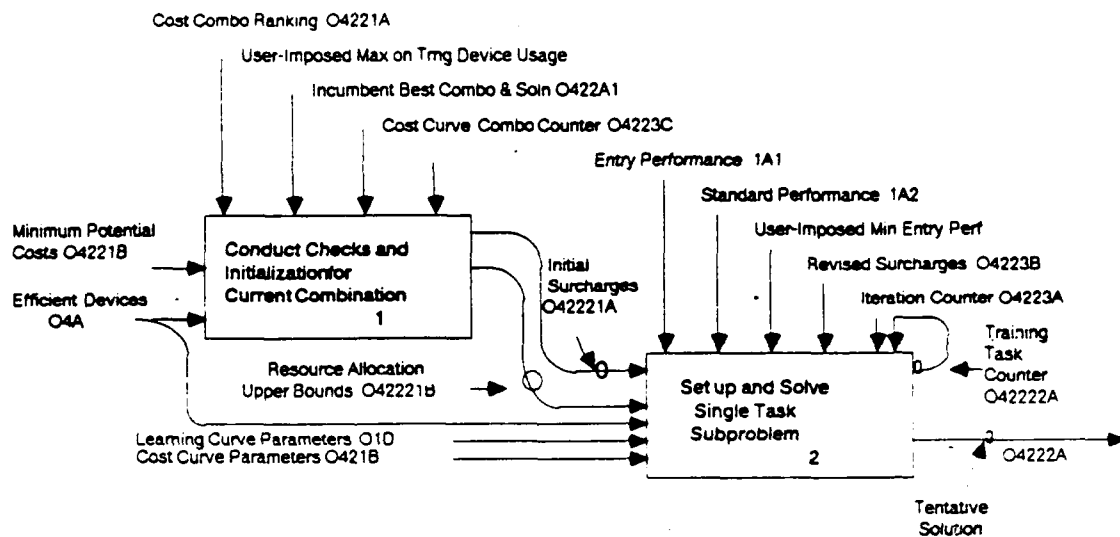 Cost Combo Ranking O4221A
User-Imposed Max on Trng Device Usage
Incumbent Best Combo & Soln O422A1
Cost Curve Combo Counter O4223C
Entry Performance 1A1
Standard Performance 1A2
User-Imposed Min Entry Perf
Revised Surcharges O4223B
Iteration Counter O4223A
Minimum Potential
Costs O4221B
Efficient Devices
O4A
Conduct Checks and
Initializationfor
Current Combination
1
Initial
Surcharges
O42221A
Resource Allocation
Upper Bounds O42221B
Learning Curve Parameters O1D
Cost Curve Parameters O421B
Set up and Solve
Single Task
Subproblem
2
Training
Task
Counter
O42222A
O4222A
Tentative
Solution